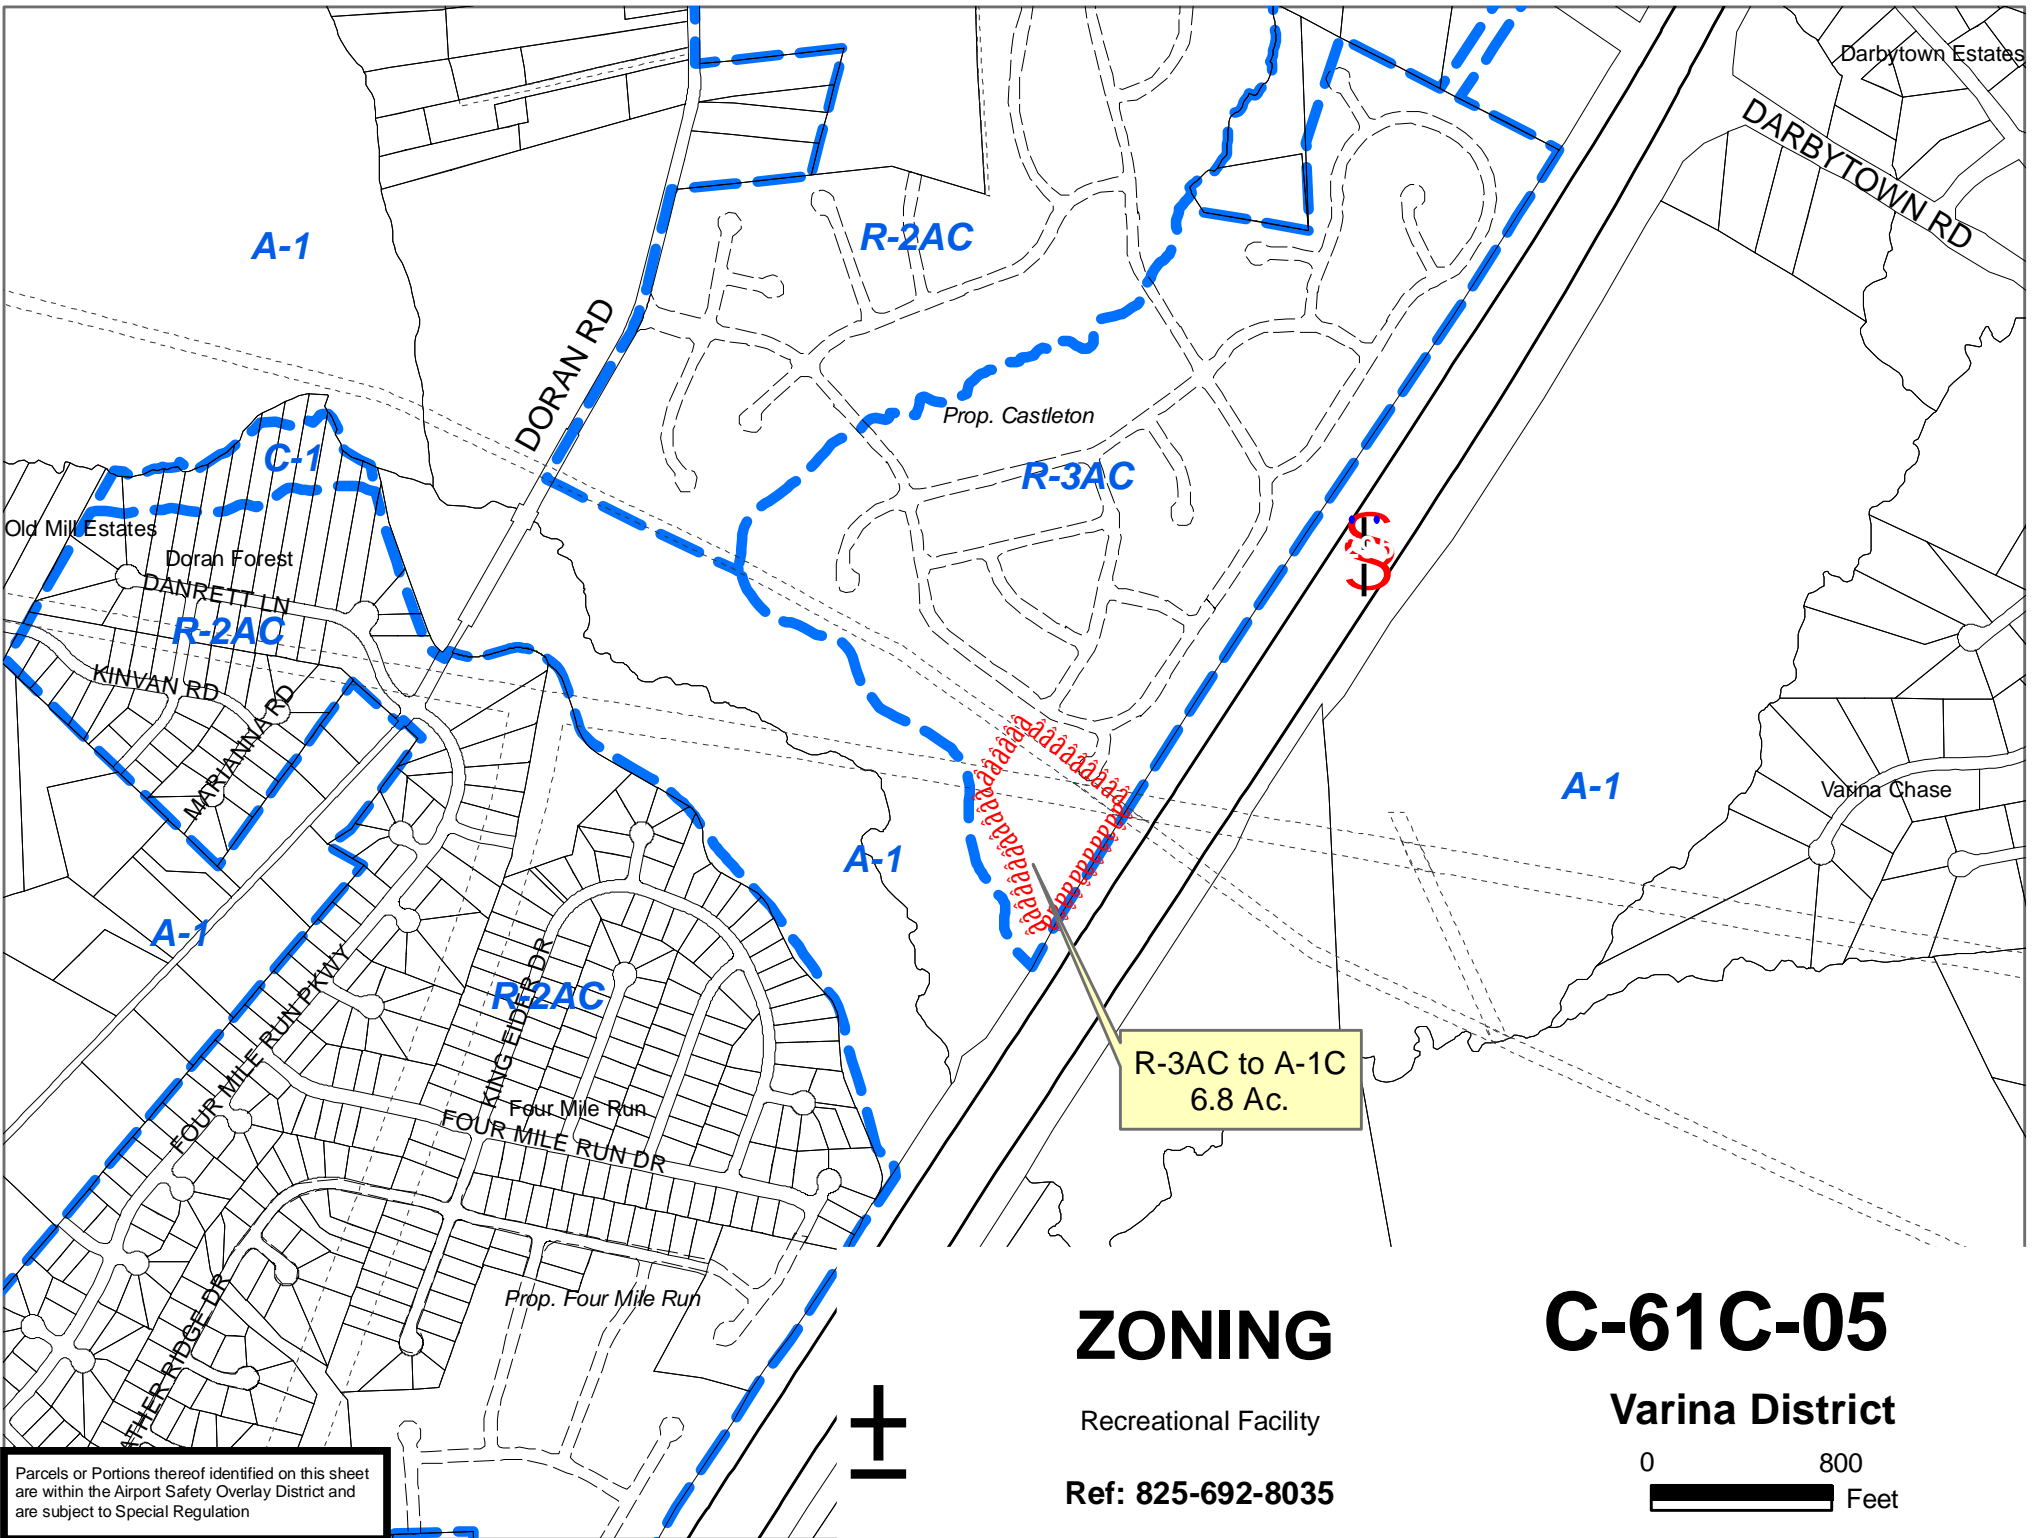 Darbytown Estates
DARBYTOWN RD
A-1
R-2AC
DORAN RD
Prop. Castleton
C-1
R-3AC
Old Mill Estates
Doran Forest
DANRETT LN
R-2AC
KINVAN RD
MARIANNA RD
A-1
Varina Chase
A-1
A-1
FOUR MILE RUN PKWY
KING EIDER DR
R-2AC
R-3AC to A-1C
6.8 Ac.
Four Mile Run
FOUR MILE RUN DR
Prop. Four Mile Run
ATHER RIDGE DR
ZONING
C-61C-05
Recreational Facility
Varina District
Ref: 825-692-8035
0 800
Feet
Parcels or Portions thereof identified on this sheet
are within the Airport Safety Overlay District and
are subject to Special Regulation